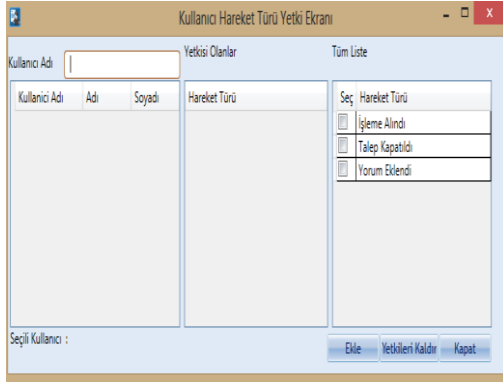 Kullanıcı Hareket Türü Yetki Ekranı
Kullanıcı Adı
Yetkisi Olanlar
Tüm Liste
Kullanici Adı Adı Soyadı
Hareket Türü
Seç Hareket Türü
İşleme Alındı
Talep Kapatıldı
Yorum Eklendi
Seçili Kullanıcı :
Ekle Yetkileri Kaldır Kapat